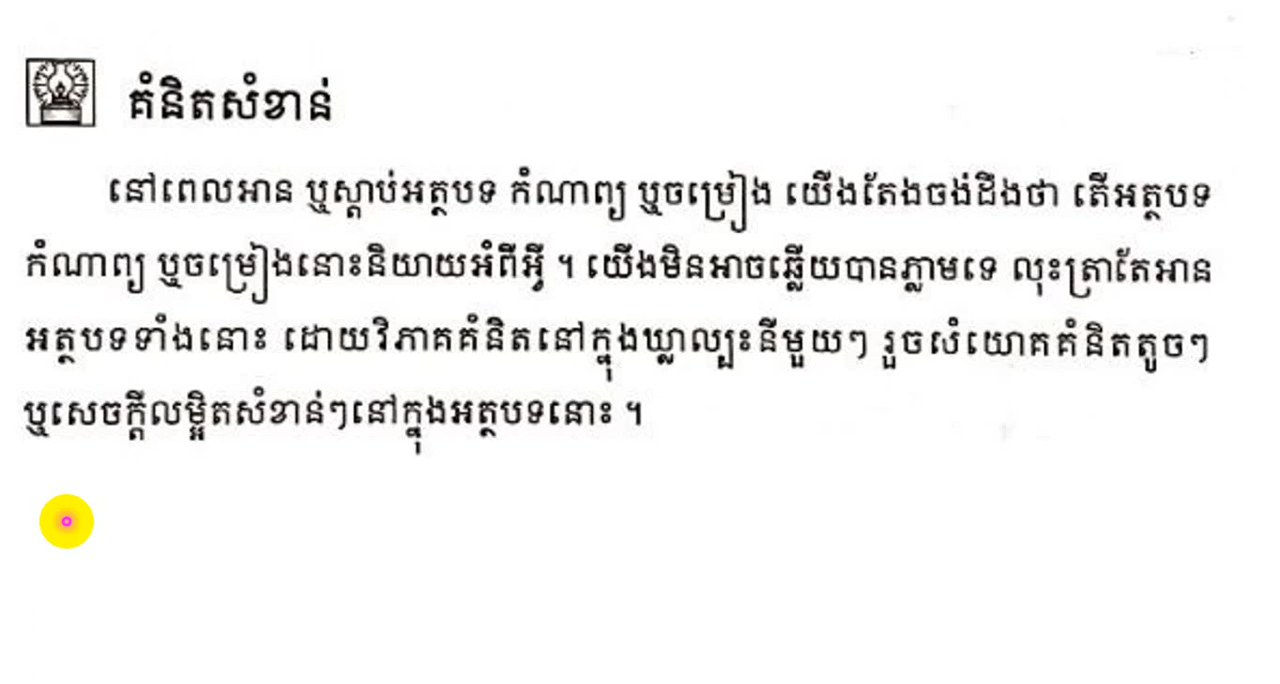 គំនិតសំខាន់
នៅពេលអាន ឬស្តាប់អត្ថបទ កំណាព្យ ឬចម្រៀង យើងតែងចង់ដឹងថា តើអត្ថបទ
កំណាព្យ ឬចម្រៀងនោះនិយាយអំពីអ្វី ។ យើងមិនអាចឆ្លើយបានភ្លាមទេ លុះត្រាតែអាន
អត្ថបទទាំងនោះ ដោយវិភាគគំនិតនៅក្នុងឃ្លាល្បះនីមួយៗ រួចសំយោគគំនិតតូចៗ
ឬសេចក្តីលម្អិតសំខាន់ៗនៅក្នុងអត្ថបទនោះ ។